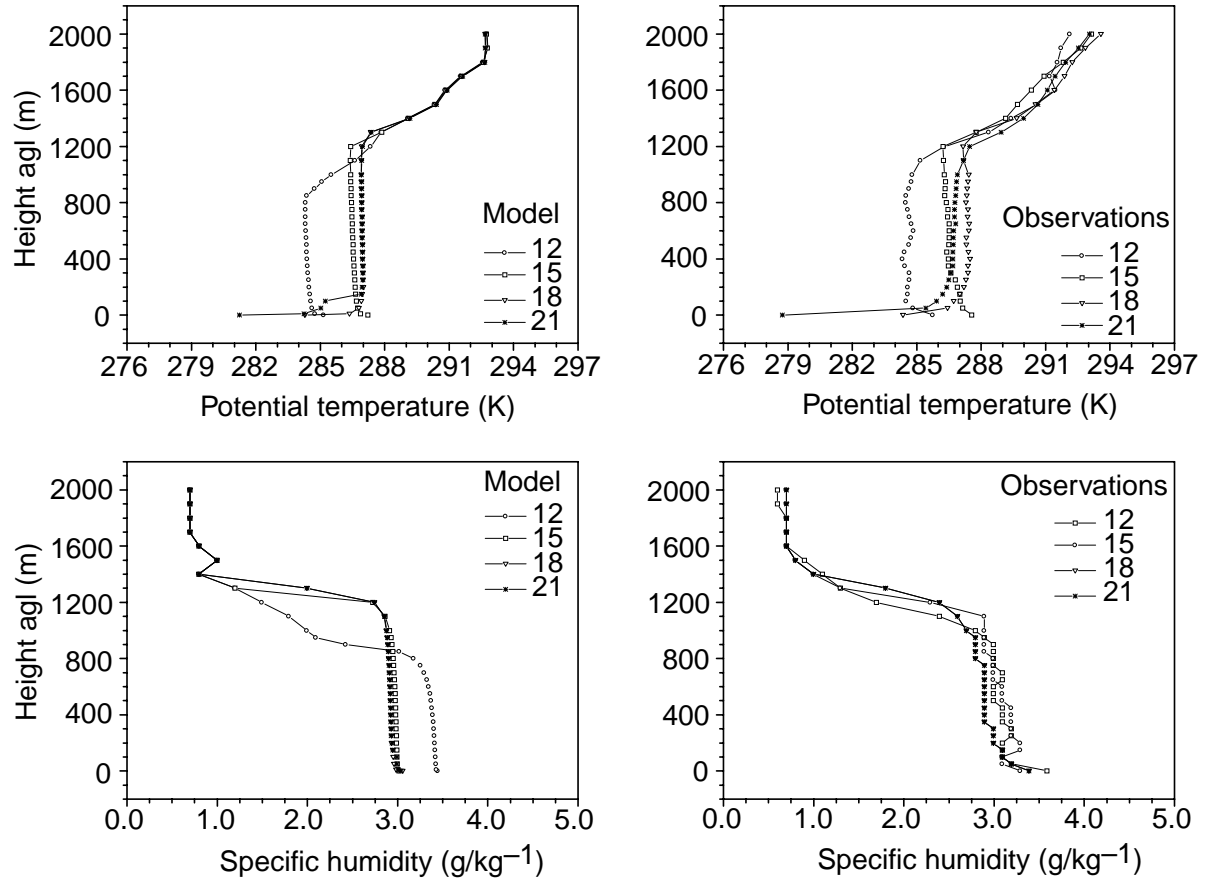 2000
1600
1200
800
400
0
Height agl (m)
Model
12
15
18
21
276 279 282 285 288 291 294 297
Potential temperature (K)
2000
1600
1200
800
400
0
Observations
12
15
18
21
276 279 282 285 288 291 294 297
Potential temperature (K)
2000
1600
1200
800
400
0
Height agl (m)
Model
12
15
18
21
0.0 1.0 2.0 3.0 4.0 5.0
Specific humidity (g/kg–1)
2000
1600
1200
800
400
0
Observations
12
15
18
21
0.0 1.0 2.0 3.0 4.0 5.0
Specific humidity (g/kg–1)